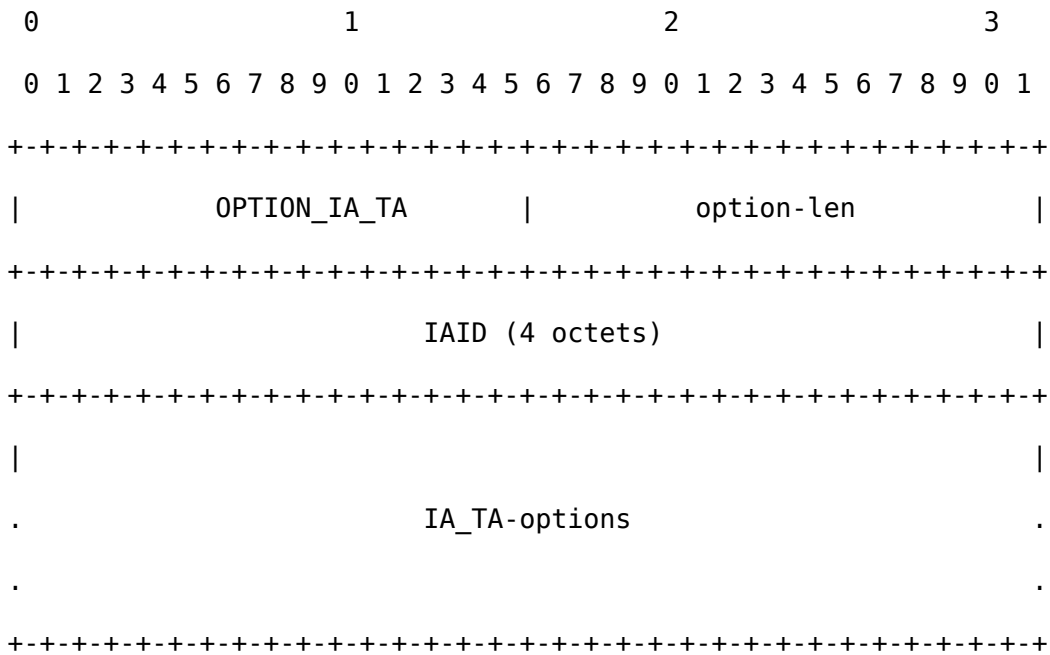 0                   1                   2                   3
 0 1 2 3 4 5 6 7 8 9 0 1 2 3 4 5 6 7 8 9 0 1 2 3 4 5 6 7 8 9 0 1
+-+-+-+-+-+-+-+-+-+-+-+-+-+-+-+-+-+-+-+-+-+-+-+-+-+-+-+-+-+-+-+-+
|            OPTION_IA_TA       |          option-len           |
+-+-+-+-+-+-+-+-+-+-+-+-+-+-+-+-+-+-+-+-+-+-+-+-+-+-+-+-+-+-+-+-+
|                         IAID (4 octets)                       |
+-+-+-+-+-+-+-+-+-+-+-+-+-+-+-+-+-+-+-+-+-+-+-+-+-+-+-+-+-+-+-+-+
|                                                               |
.                         IA_TA-options                         .
.                                                               .
+-+-+-+-+-+-+-+-+-+-+-+-+-+-+-+-+-+-+-+-+-+-+-+-+-+-+-+-+-+-+-+-+